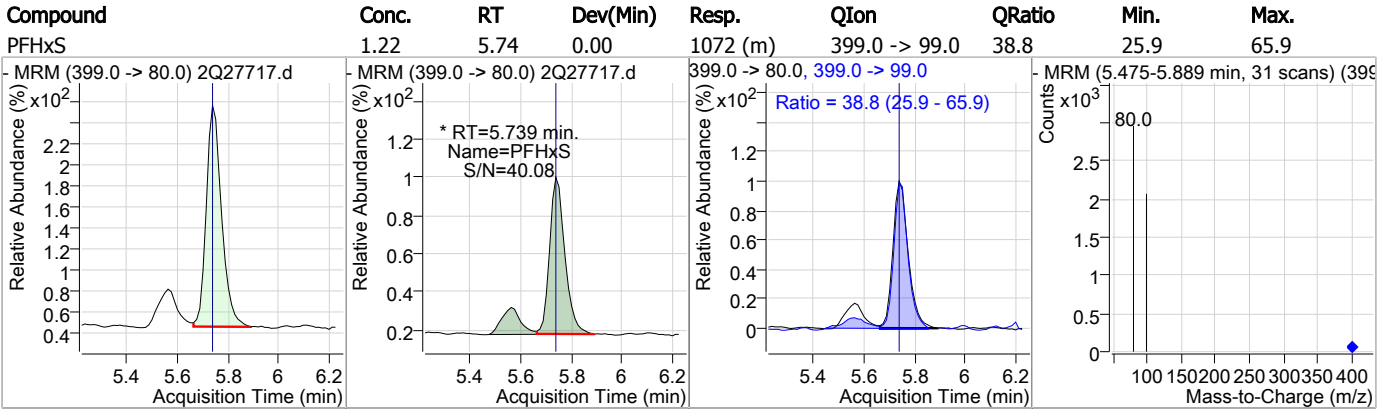 Compound Conc. RT Dev(Min) Resp. QIon QRatio Min. Max.
PFHxS 1.22 5.74 0.00 1072 (m) 399.0 -> 99.0 38.8 25.9 65.9
- MRM (399.0 -> 80.0) 2Q27717.d
x10²
Relative Abundance (%)
2.2
2
1.8
1.6
1.4
1.2
1
0.8
0.6
0.4
5.4 5.6 5.8 6 6.2
Acquisition Time (min)
- MRM (399.0 -> 80.0) 2Q27717.d
x10²
Relative Abundance (%)
* RT=5.739 min.
Name=PFHxS
S/N=40.08
1.2
1
0.8
0.6
0.4
0.2
5.4 5.6 5.8 6 6.2
Acquisition Time (min)
399.0 -> 80.0, 399.0 -> 99.0
x10²
Relative Abundance (%)
Ratio = 38.8 (25.9 - 65.9)
1.2
1
0.8
0.6
0.4
0.2
0
5.4 5.6 5.8 6 6.2
Acquisition Time (min)
- MRM (5.475-5.889 min, 31 scans) (399
x10³
Counts
80.0
2.5
2
1.5
1
0.5
0
100 150 200 250 300 350 400
Mass-to-Charge (m/z)